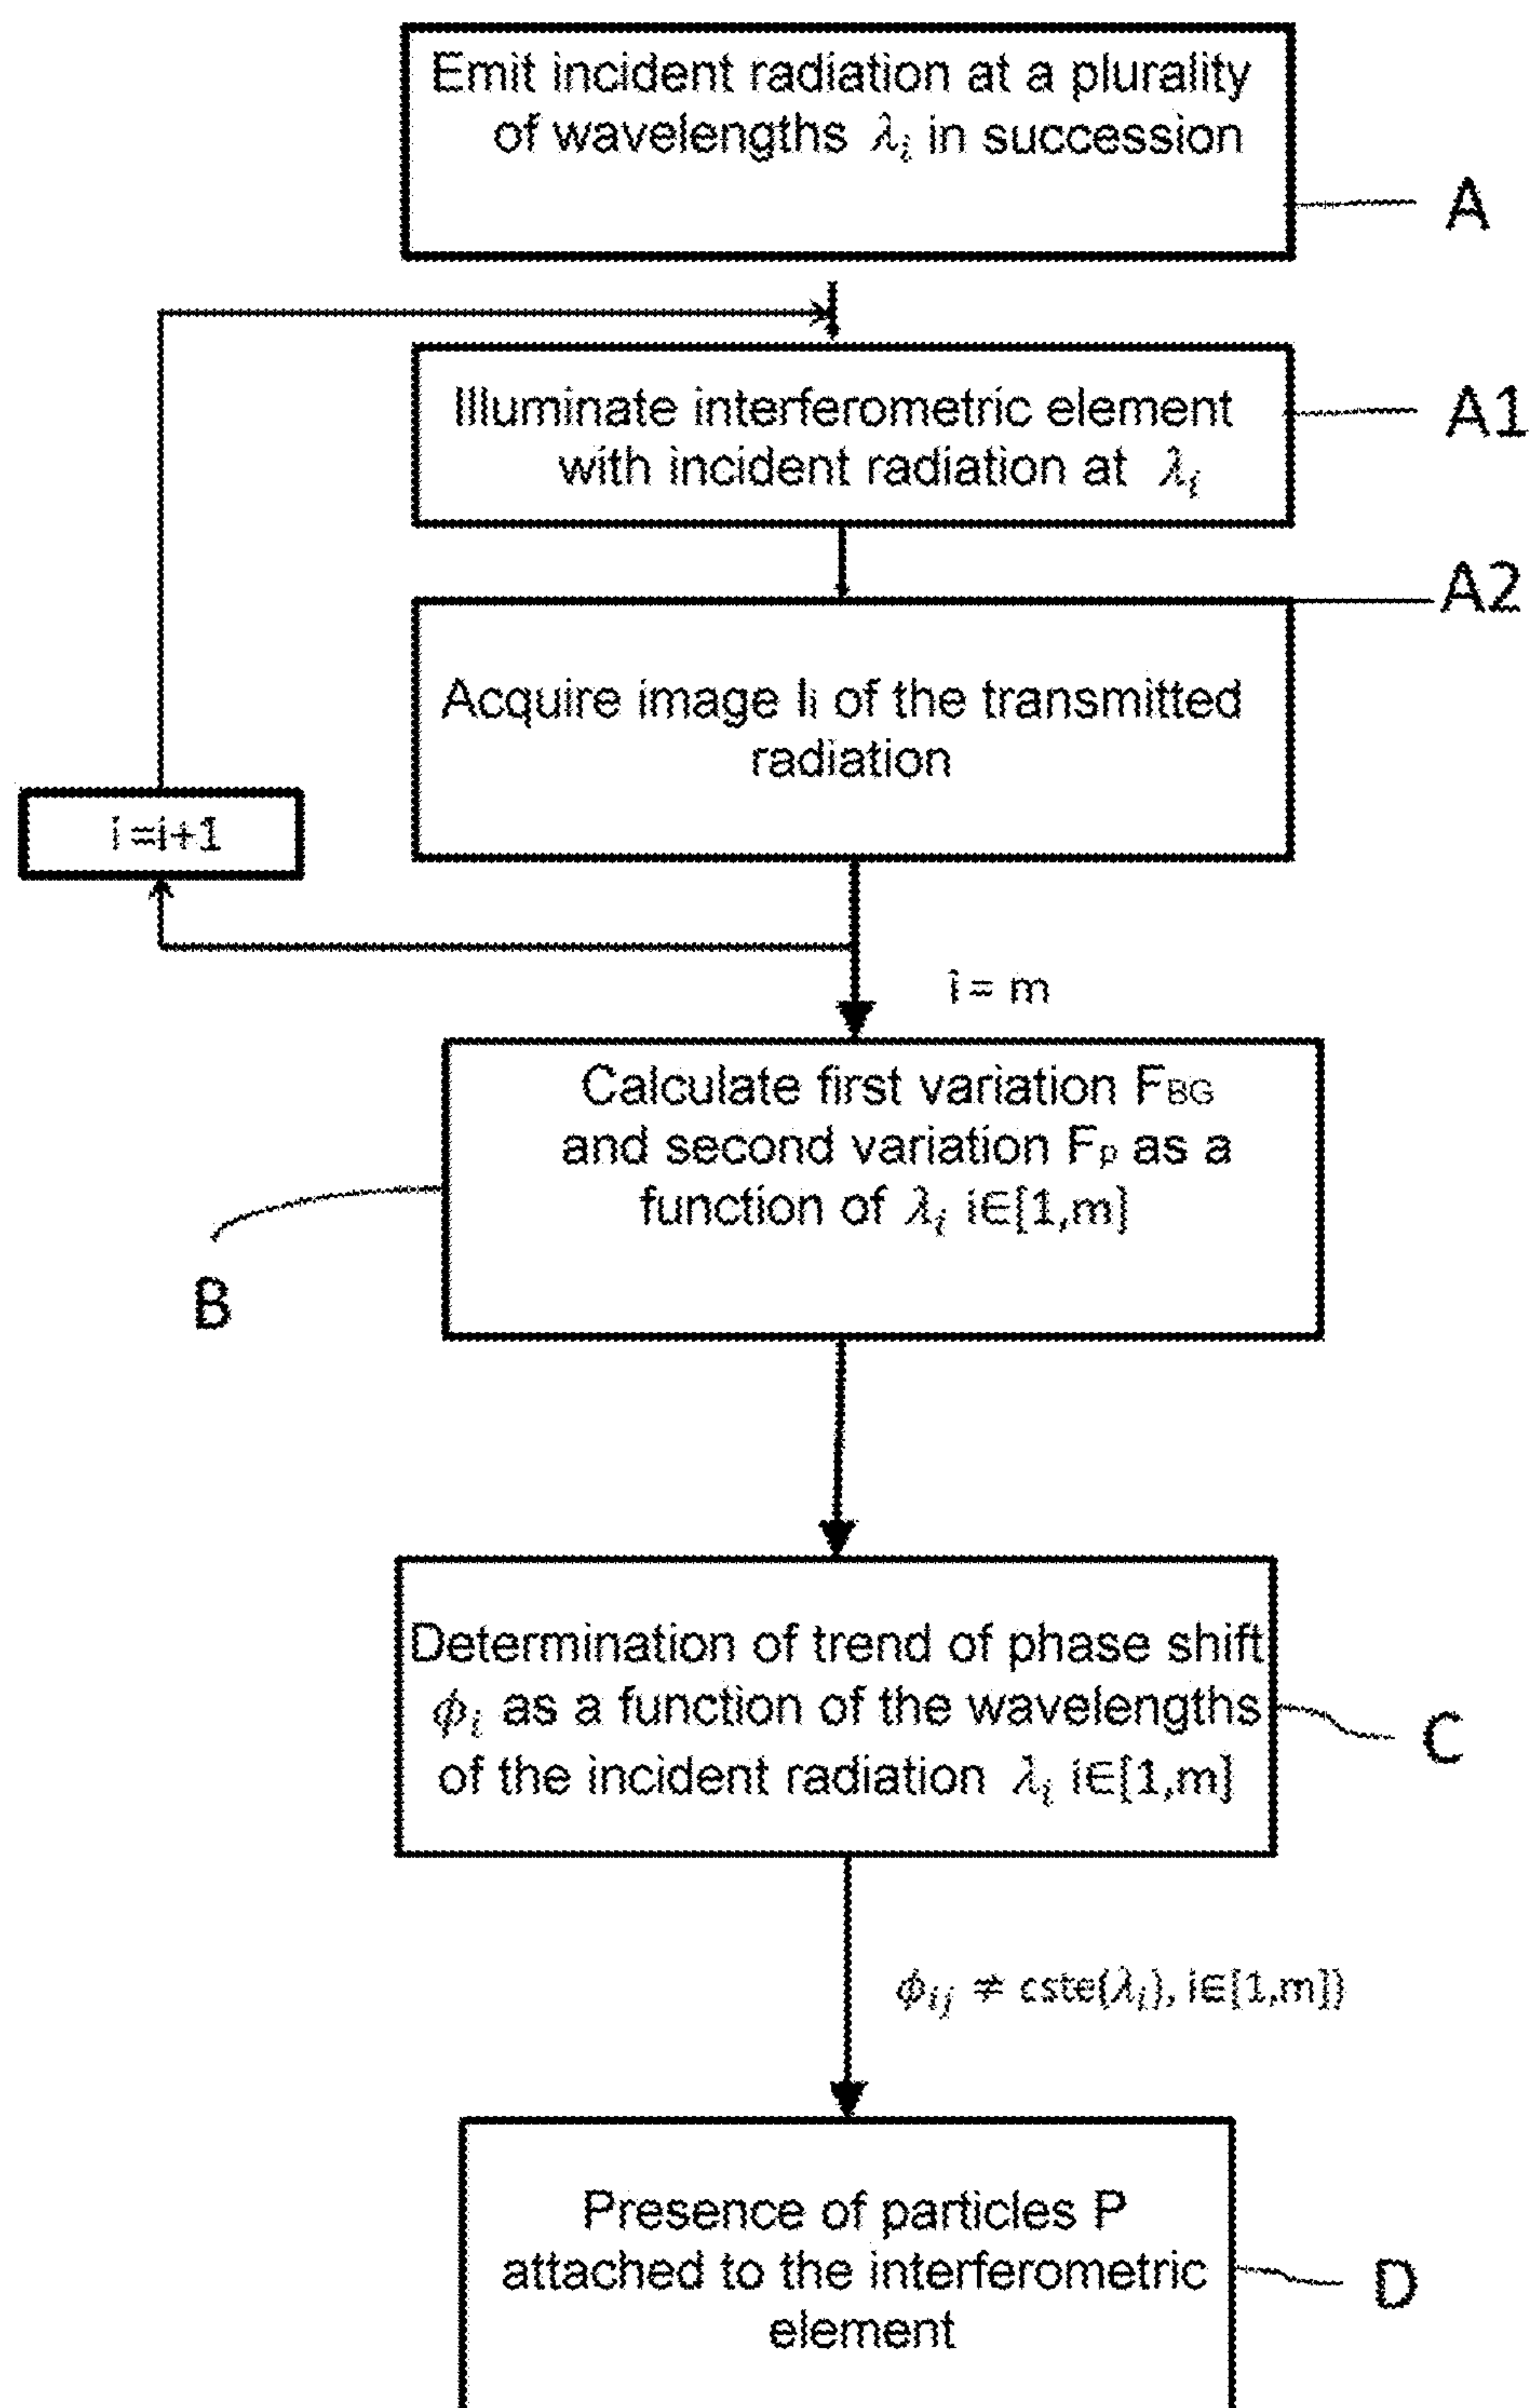 Emit incident radiation at a plurality
of wavelengths λi in succession
A
Illuminate interferometric element
with incident radiation at λi
A1
A2
Acquire image Ii of the transmitted
radiation
i =i+1
i = m
Calculate first variation FBG
and second variation Fp as a
function of λi i∈[1,m]
B
Determination of trend of phase shift
ϕi as a function of the wavelengths
of the incident radiation λi i∈[1,m]
C
ϕij ≠ cste(λi), i∈[1,m])
Presence of particles P
attached to the interferometric
element
D